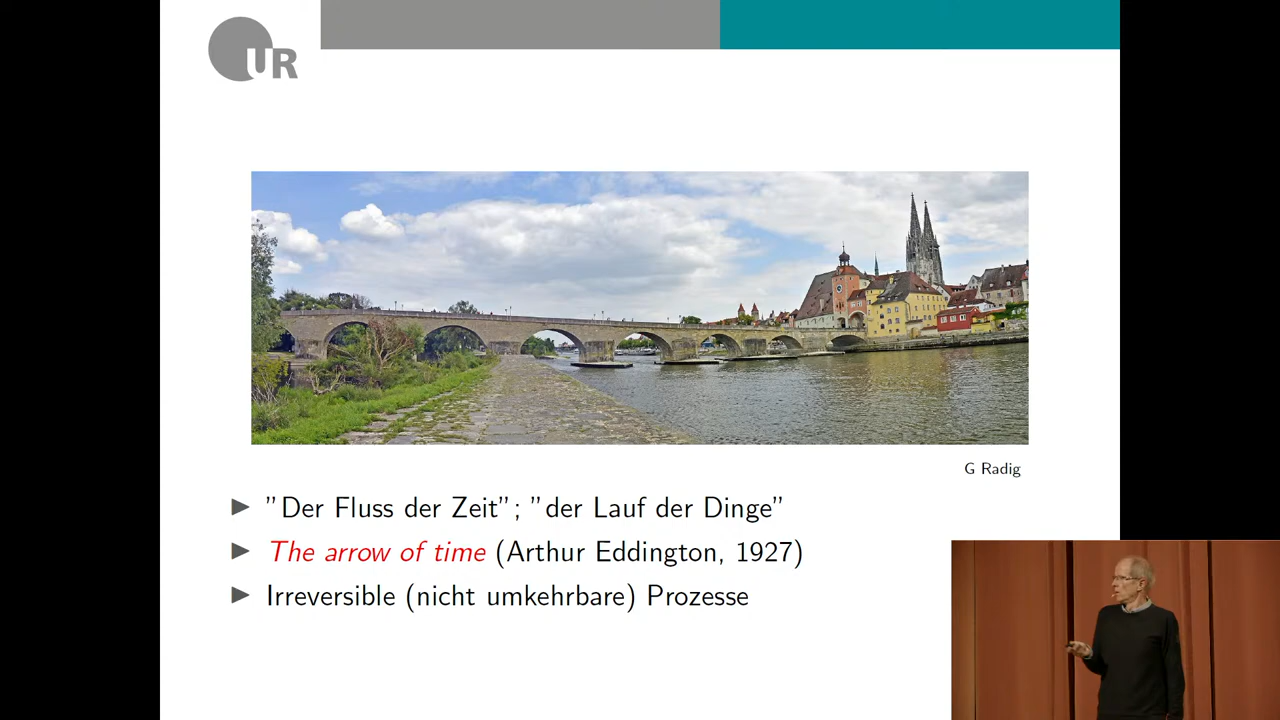 UR
G Radig
▶ "Der Fluss der Zeit"; "der Lauf der Dinge"
▶ The arrow of time (Arthur Eddington, 1927)
▶ Irreversible (nicht umkehrbare) Prozesse